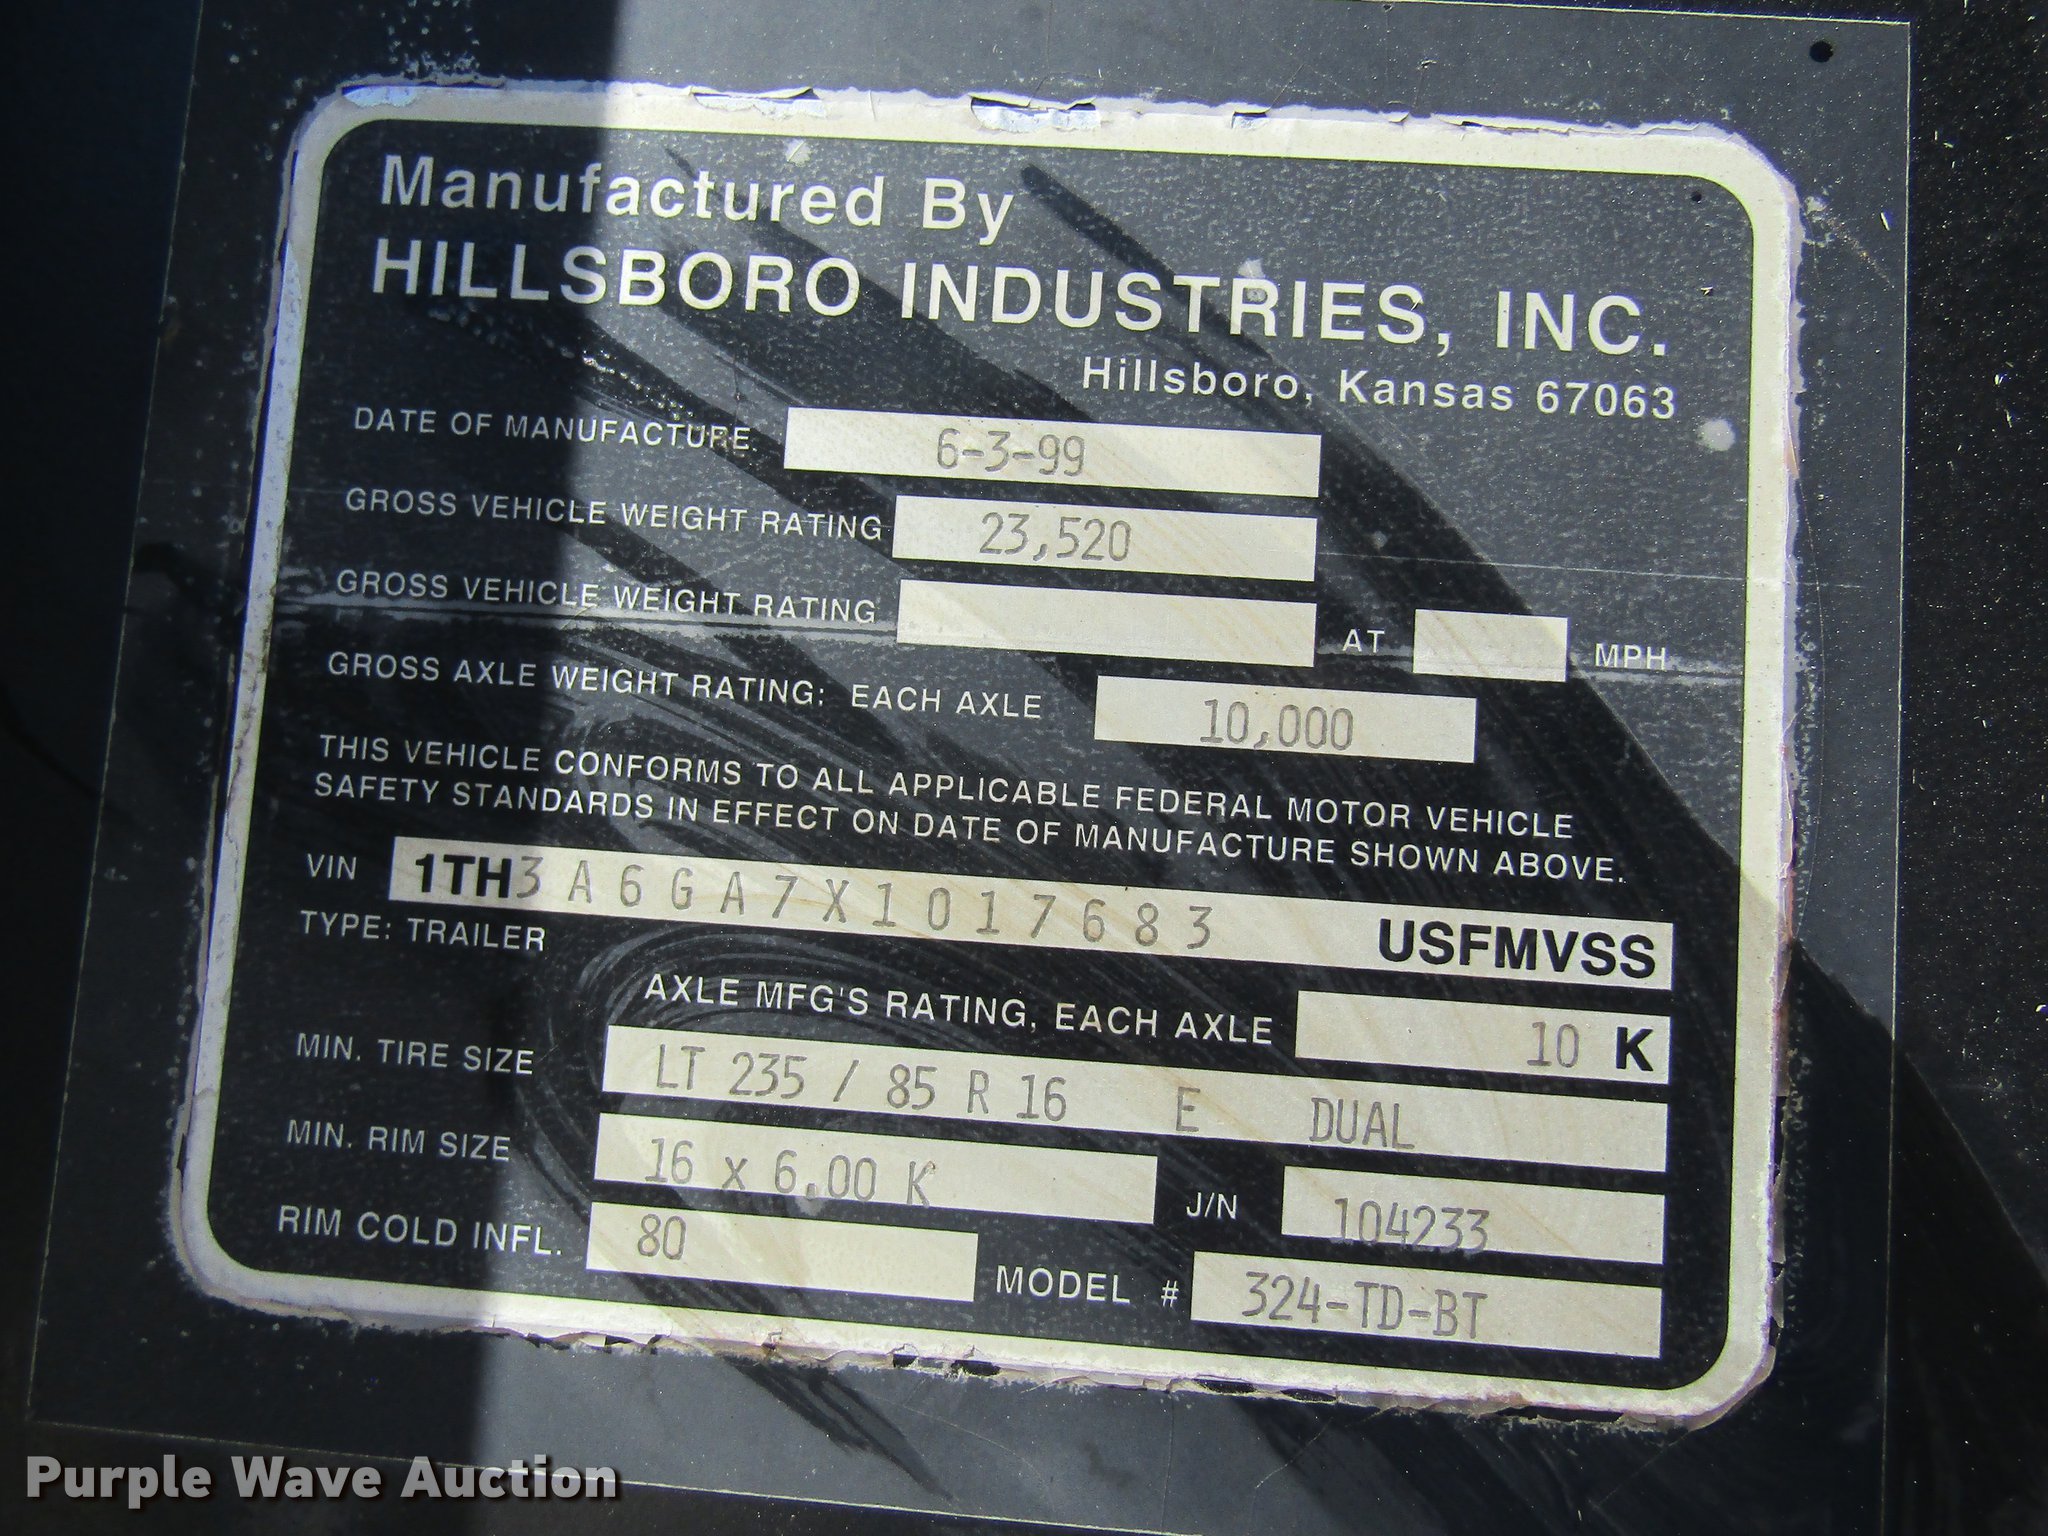 Manufactured By
HILLSBORO INDUSTRIES, INC.
Hillsboro, Kansas 67063
DATE OF MANUFACTURE 6-3-99
GROSS VEHICLE WEIGHT RATING 23,520
GROSS VEHICLE WEIGHT RATING AT MPH
GROSS AXLE WEIGHT RATING: EACH AXLE 10,000
THIS VEHICLE CONFORMS TO ALL APPLICABLE FEDERAL MOTOR VEHICLE
SAFETY STANDARDS IN EFFECT ON DATE OF MANUFACTURE SHOWN ABOVE.
VIN 1TH3A6GA7X1017683 USFMVSS
TYPE: TRAILER
AXLE MFG'S RATING, EACH AXLE 10 K
MIN. TIRE SIZE LT 235 / 85 R 16 E DUAL
MIN. RIM SIZE 16 x 6.00 K J/N 104233
RIM COLD INFL. 80 MODEL # 324-TD-BT
Purple Wave Auction